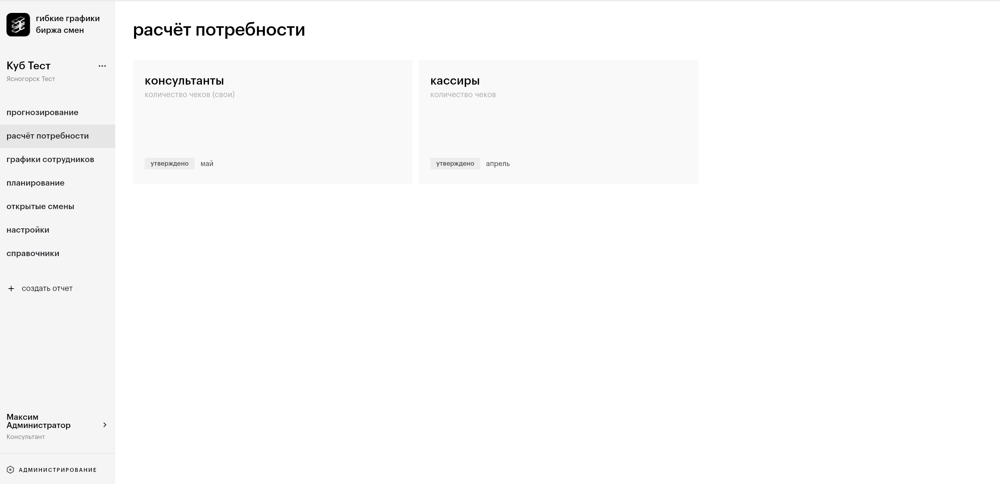 гибкие графики
биржа смен
Куб Тест
Ясногорск Тест
прогнозирование
расчёт потребности
графики сотрудников
планирование
открытые смены
настройки
справочники
создать отчет
Максим
Администратор
Консультант
АДМИНИСТРИРОВАНИЕ
расчёт потребности
консультанты
количество чеков (свои)
утверждено май
кассиры
количество чеков
утверждено апрель